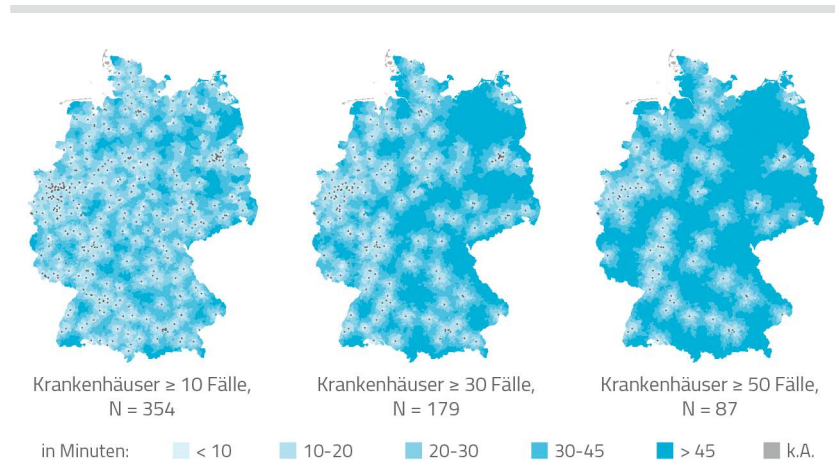 Krankenhäuser ≥ 10 Fälle,
N = 354
Krankenhäuser ≥ 30 Fälle,
N = 179
Krankenhäuser ≥ 50 Fälle,
N = 87
in Minuten: < 10 10-20 20-30 30-45 > 45 k.A.